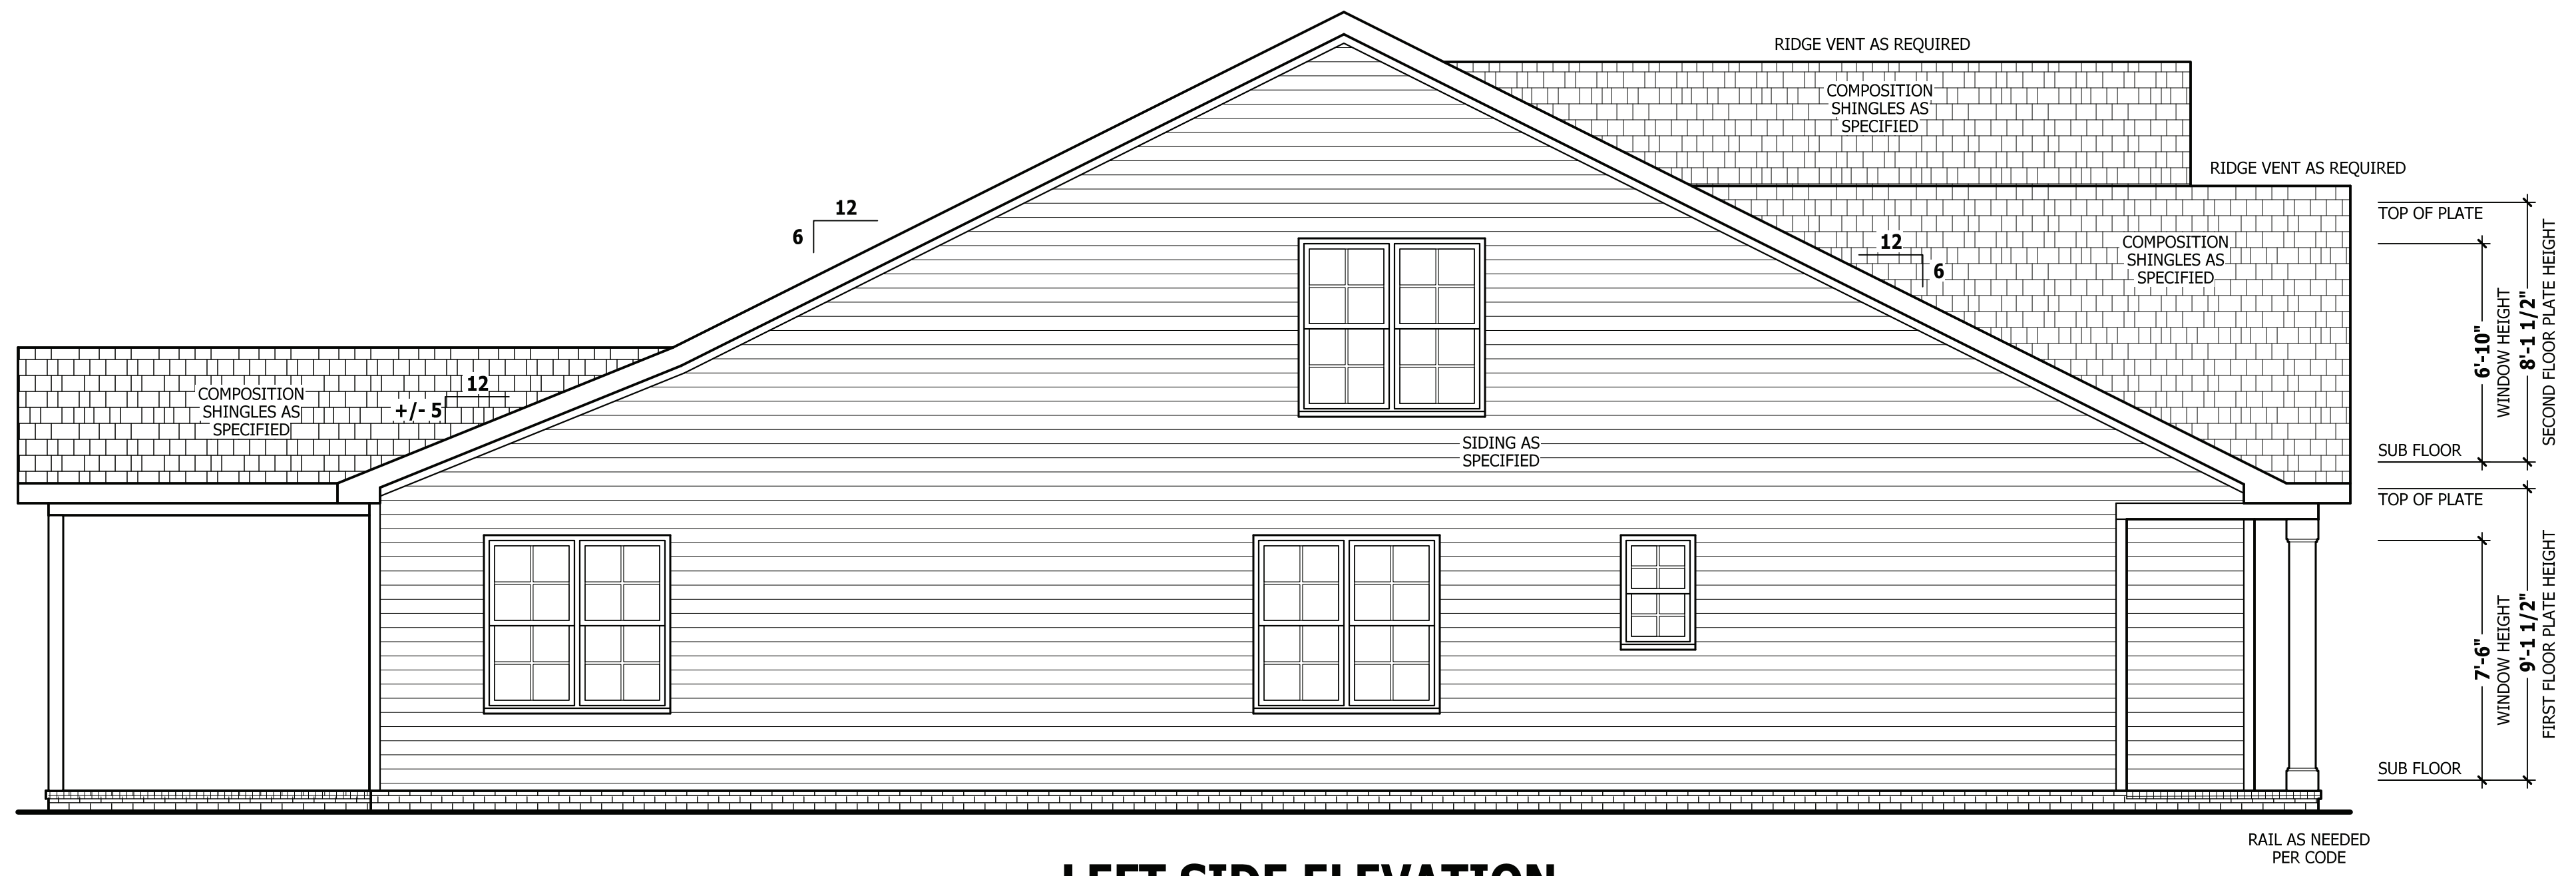 RIDGE VENT AS REQUIRED
COMPOSITION
SHINGLES AS
SPECIFIED
RIDGE VENT AS REQUIRED
12
6
TOP OF PLATE
12
6
COMPOSITION
SHINGLES AS
SPECIFIED
6'-10"
WINDOW HEIGHT
8'-1 1/2"
SECOND FLOOR PLATE HEIGHT
COMPOSITION
SHINGLES AS
SPECIFIED
12
+/- 5
SIDING AS
SPECIFIED
SUB FLOOR
TOP OF PLATE
7'-6"
WINDOW HEIGHT
9'-1 1/2"
FIRST FLOOR PLATE HEIGHT
SUB FLOOR
RAIL AS NEEDED
PER CODE
LEFT SIDE ELEVATION